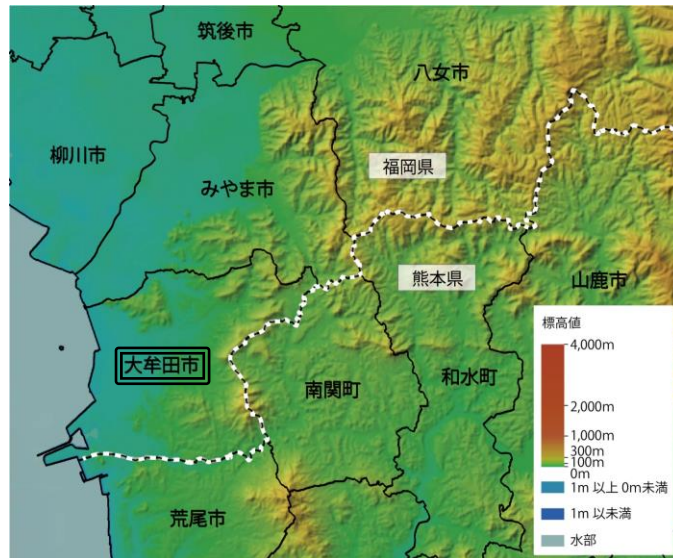 筑後市
八女市
柳川市
福岡県
みやま市
熊本県
山鹿市
大牟田市
南関町
和水町
荒尾市
標高値
4,000m
2,000m
1,000m
300m
100m
0m
1m 以上 0m未満
1m 以未満
水部